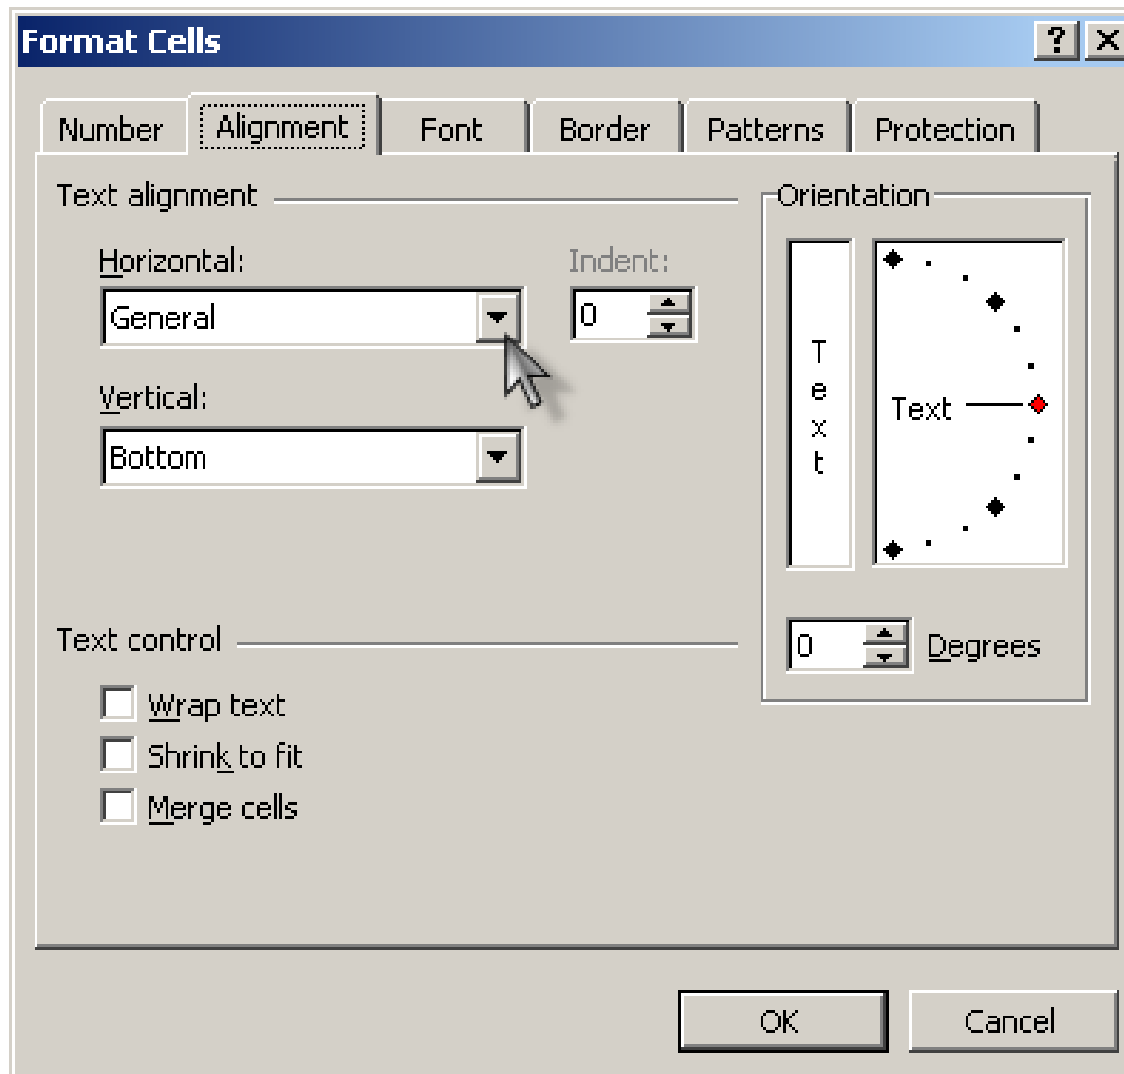 Format Cells
Number Alignment Font Border Patterns Protection
Text alignment
Horizontal:
General
Indent:
0
Vertical:
Bottom
Text control
Wrap text
Shrink to fit
Merge cells
Orientation
Text
Text
0 Degrees
OK Cancel